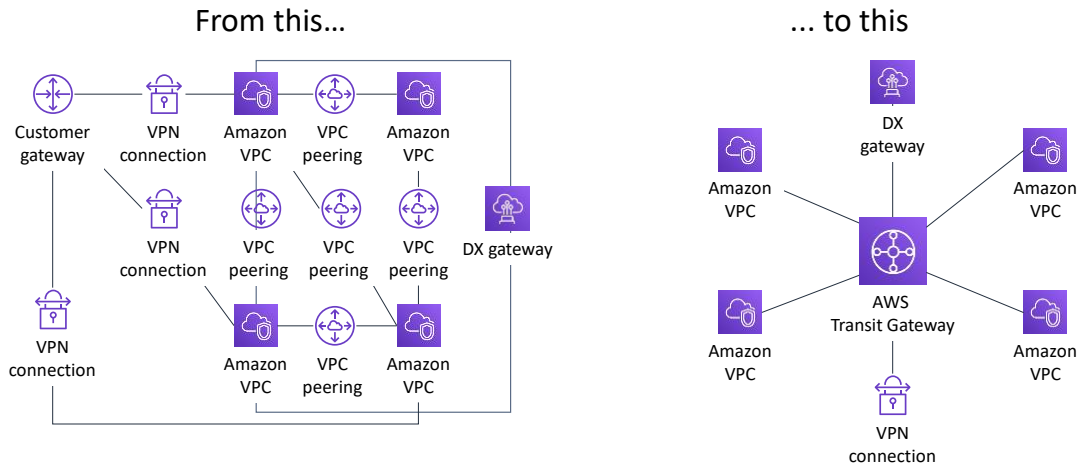 From this...
... to this
Customer
gateway
VPN
connection
Amazon
VPC
VPC
peering
Amazon
VPC
VPN
connection
VPC
peering
VPC
peering
VPC
peering
DX gateway
VPN
connection
Amazon
VPC
VPC
peering
Amazon
VPC
DX
gateway
Amazon
VPC
Amazon
VPC
AWS
Transit Gateway
Amazon
VPC
Amazon
VPC
VPN
connection